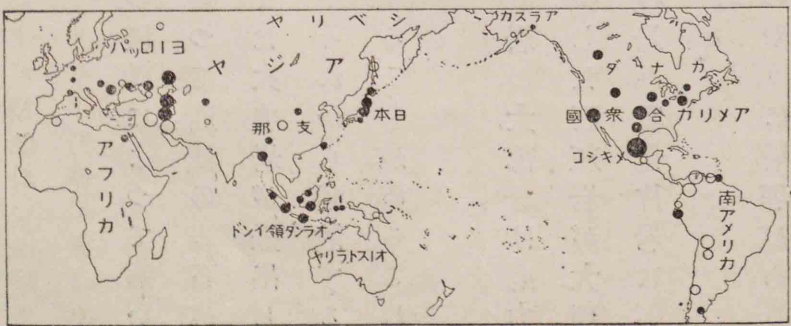 シベリヤ
アラスカ
ヨーロッパ
アジヤ
カナダ
アメリカ合衆國
日本
支那
メキシコ
アフリカ
南アメリカ
オランダ領インド
オーストラリヤ